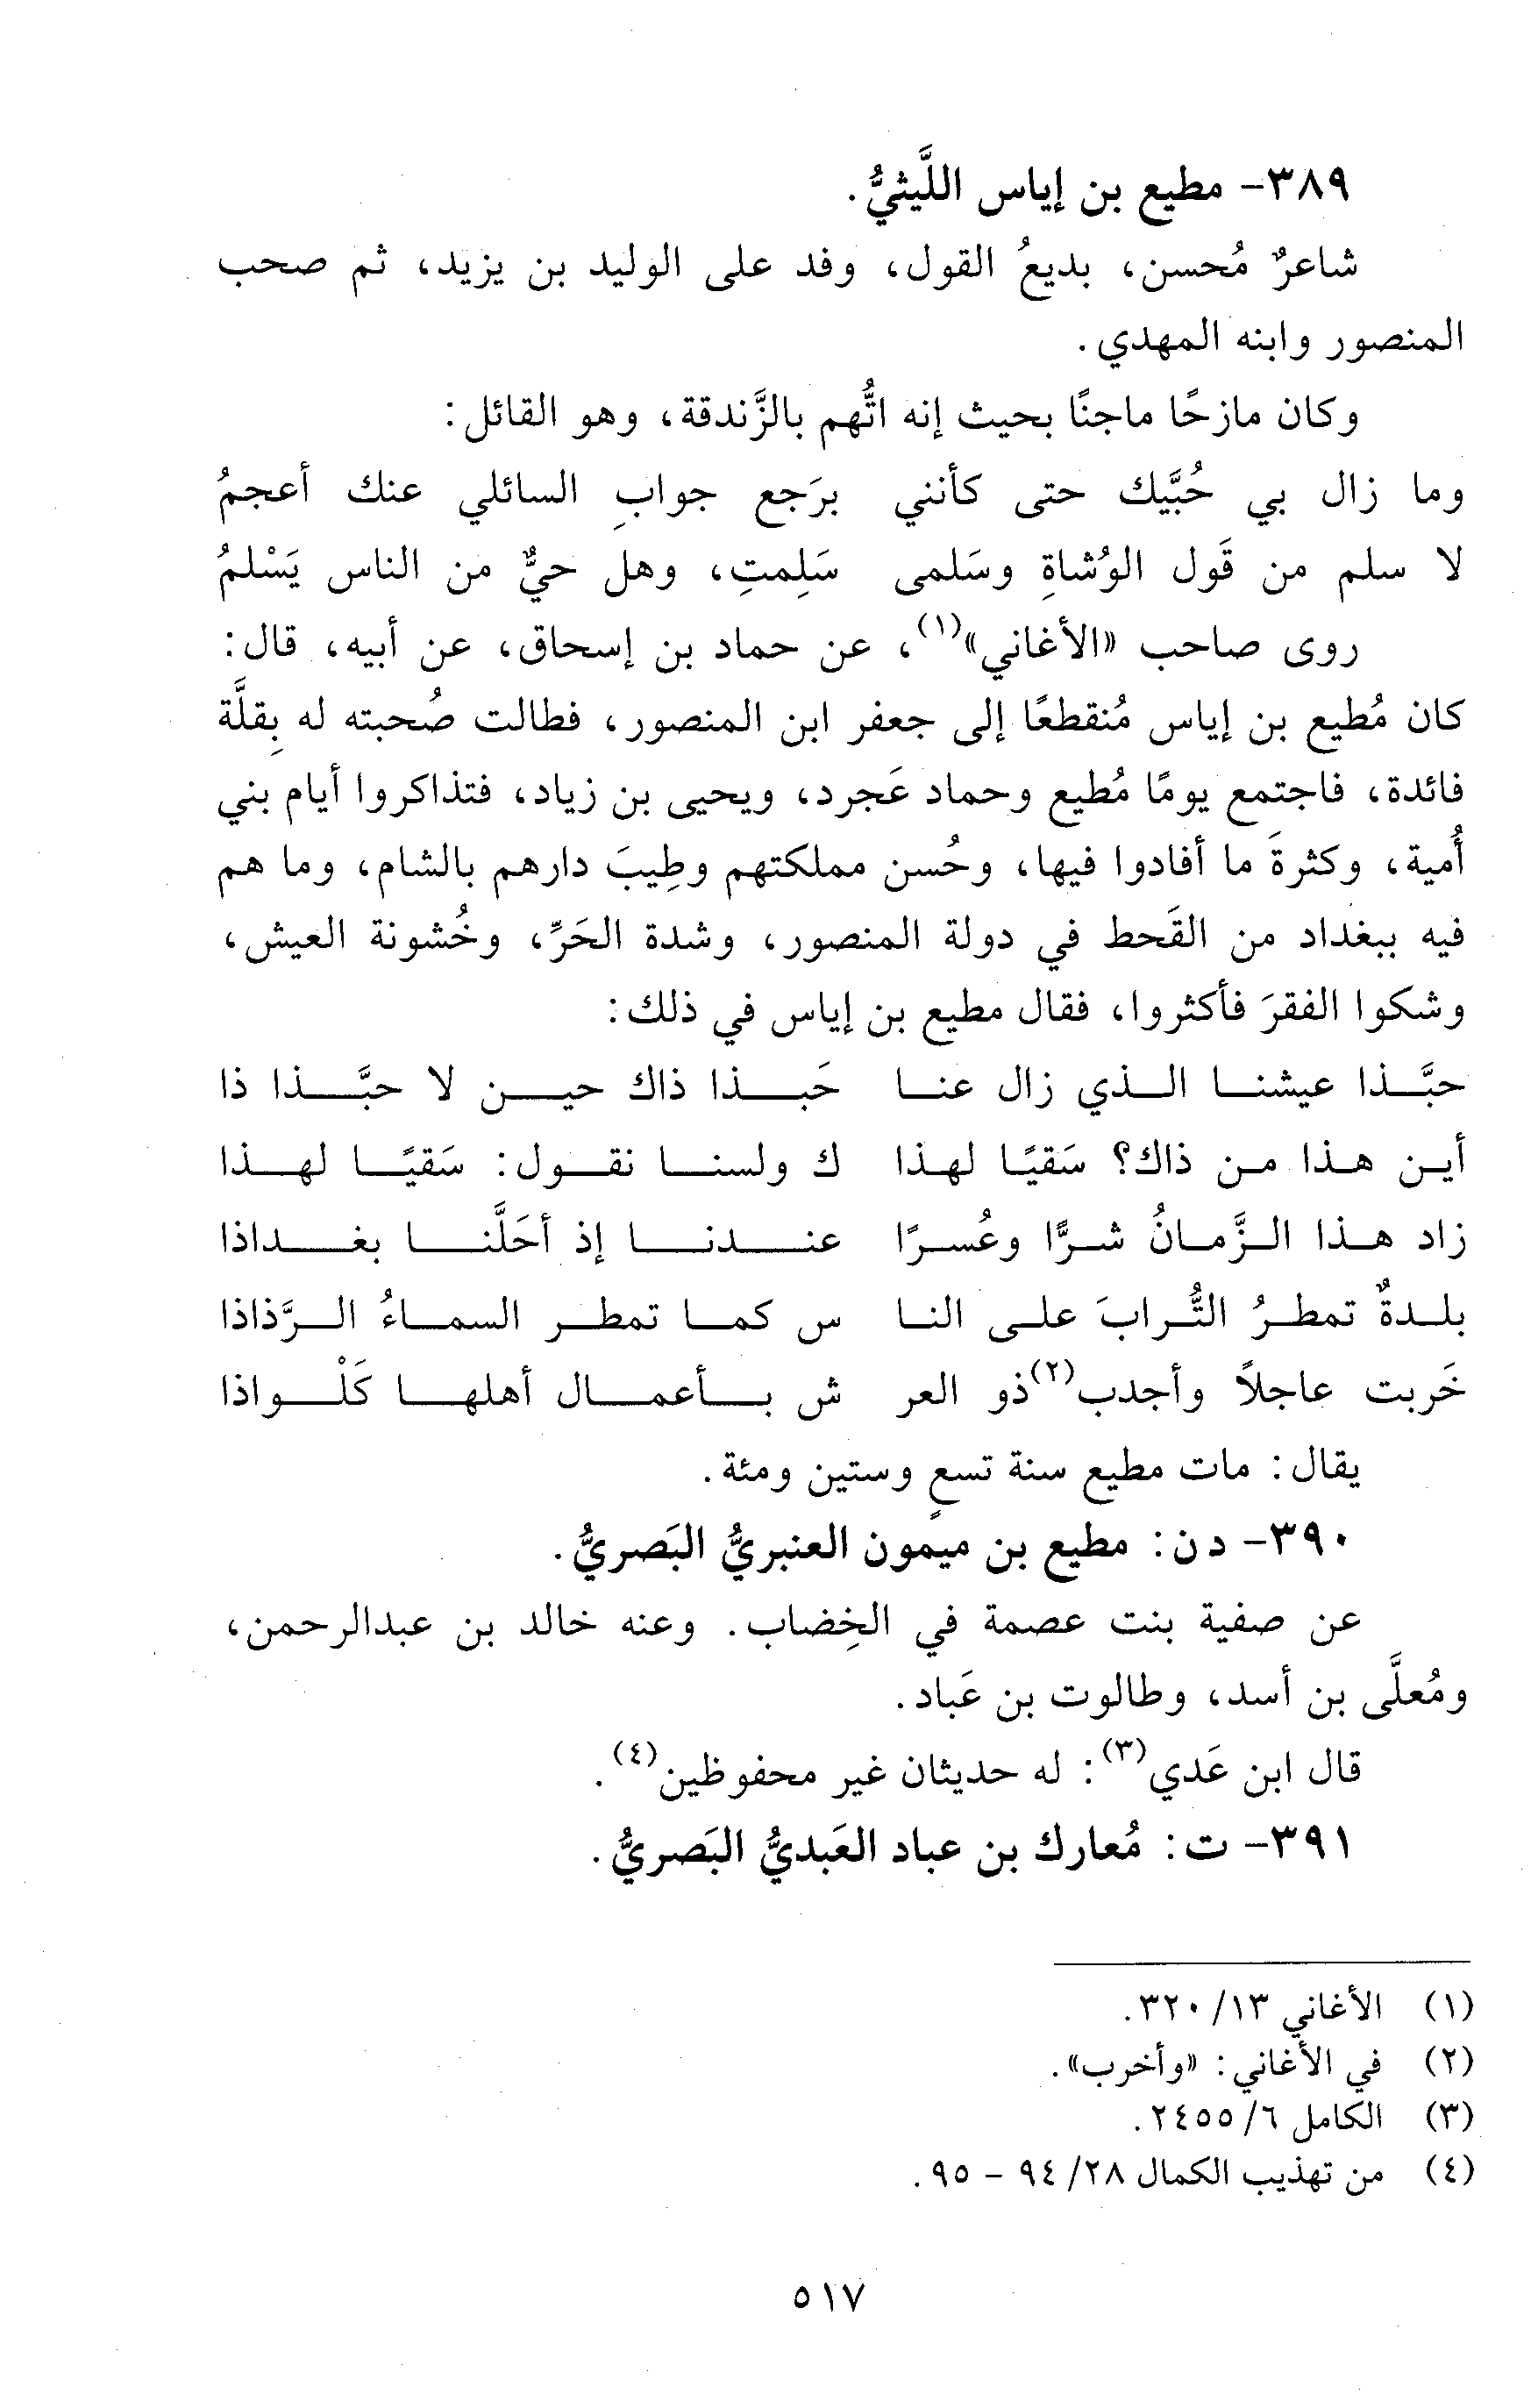 ٣٨٩- مطيع بن إياس اللَّيثيُّ.
شاعرٌ مُحسن، بديعُ القول، وفد على الوليد بن يزيد، ثم صحب
المنصور وابنه المهدي.
وكان مازحًا ماجنًا بحيث إنه اتُّهم بالزَّندقة، وهو القائل:
وما زال بي حُبَّيك حتى كأنني برَجع جوابِ السائلي عنك أعجمُ
لا سلم من قَول الوُشاةِ وسَلمى سَلِمتِ، وهل حيٌّ من الناس يَسْلمُ
روى صاحب «الأغاني»(١)، عن حماد بن إسحاق، عن أبيه، قال:
كان مُطيع بن إياس مُنقطعًا إلى جعفر ابن المنصور، فطالت صُحبته له بِقلَّة
فائدة، فاجتمع يومًا مُطيع وحماد عَجرد، ويحيى بن زياد، فتذاكروا أيام بني
أُمية، وكثرةَ ما أفادوا فيها، وحُسن مملكتهم وطِيبَ دارهم بالشام، وما هم
فيه ببغداد من القَحط في دولة المنصور، وشدة الحَرِّ، وخُشونة العيش،
وشكوا الفقرَ فأكثروا، فقال مطيع بن إياس في ذلك:
حبَّذا عيشنا الذي زال عنا حَبذا ذاك حين لا حبَّذا ذا
أين هذا من ذاك؟ سَقيًا لهذا ك ولسنا نقول: سَقيًا لهذا
زاد هذا الزَّمانُ شرًّا وعُسرًا عندنا إذ أحَلَّنا بغداذا
بلدةٌ تمطرُ التُّرابَ على النا س كما تمطر السماءُ الرَّذاذا
خَربت عاجلاً وأجدب(٢)ذو العر ش بأعمال أهلها كَلْواذا
يقال: مات مطيع سنة تسعٍ وستين ومئة.
٣٩٠- د ن: مطيع بن ميمون العنبريُّ البَصريُّ.
عن صفية بنت عصمة في الخِضاب. وعنه خالد بن عبدالرحمن،
ومُعلَّى بن أسد، وطالوت بن عَباد.
قال ابن عَدي(٣): له حديثان غير محفوظين(٤).
٣٩١- ت: مُعارك بن عباد العَبديُّ البَصريُّ.
(١) الأغاني ١٣/ ٣٢٠.
(٢) في الأغاني: «وأخرب».
(٣) الكامل ٦/ ٢٤٥٥.
(٤) من تهذيب الكمال ٢٨/ ٩٤ - ٩٥.
٥١٧